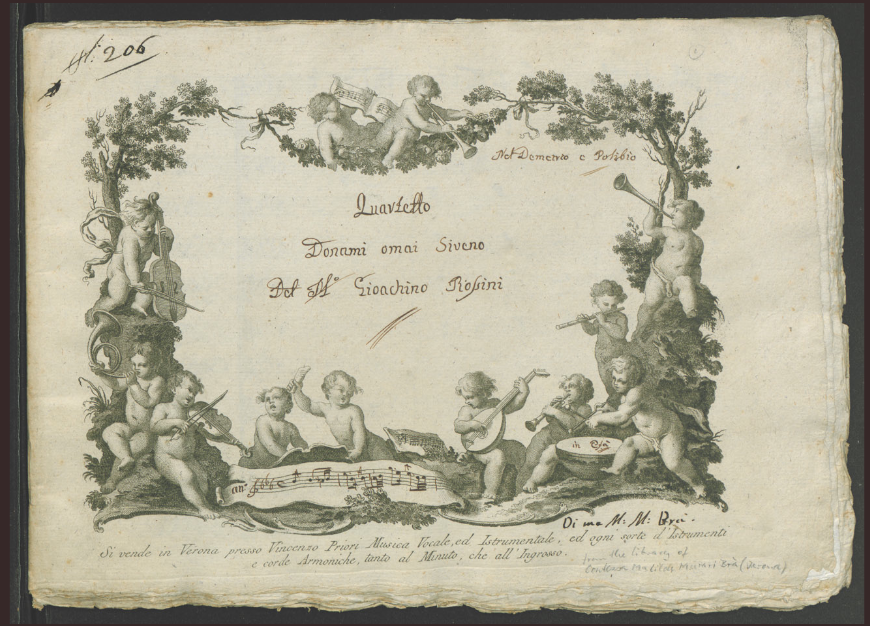 206
Nel Demetrio e Polibio
Quartetto
Donami omai Siveno
Del M.º Gioachino Rossini
in
Di me M: M: Brà.
Si vende in Verona presso Vincenzo Priori Musica Vocale, ed Istrumentale, ed ogni sorte d'Istrumenti
e corde Armoniche, tanto al Minuto, che all'Ingrosso.
from the library of
Contessa Matilde Murari Brà (Verona)